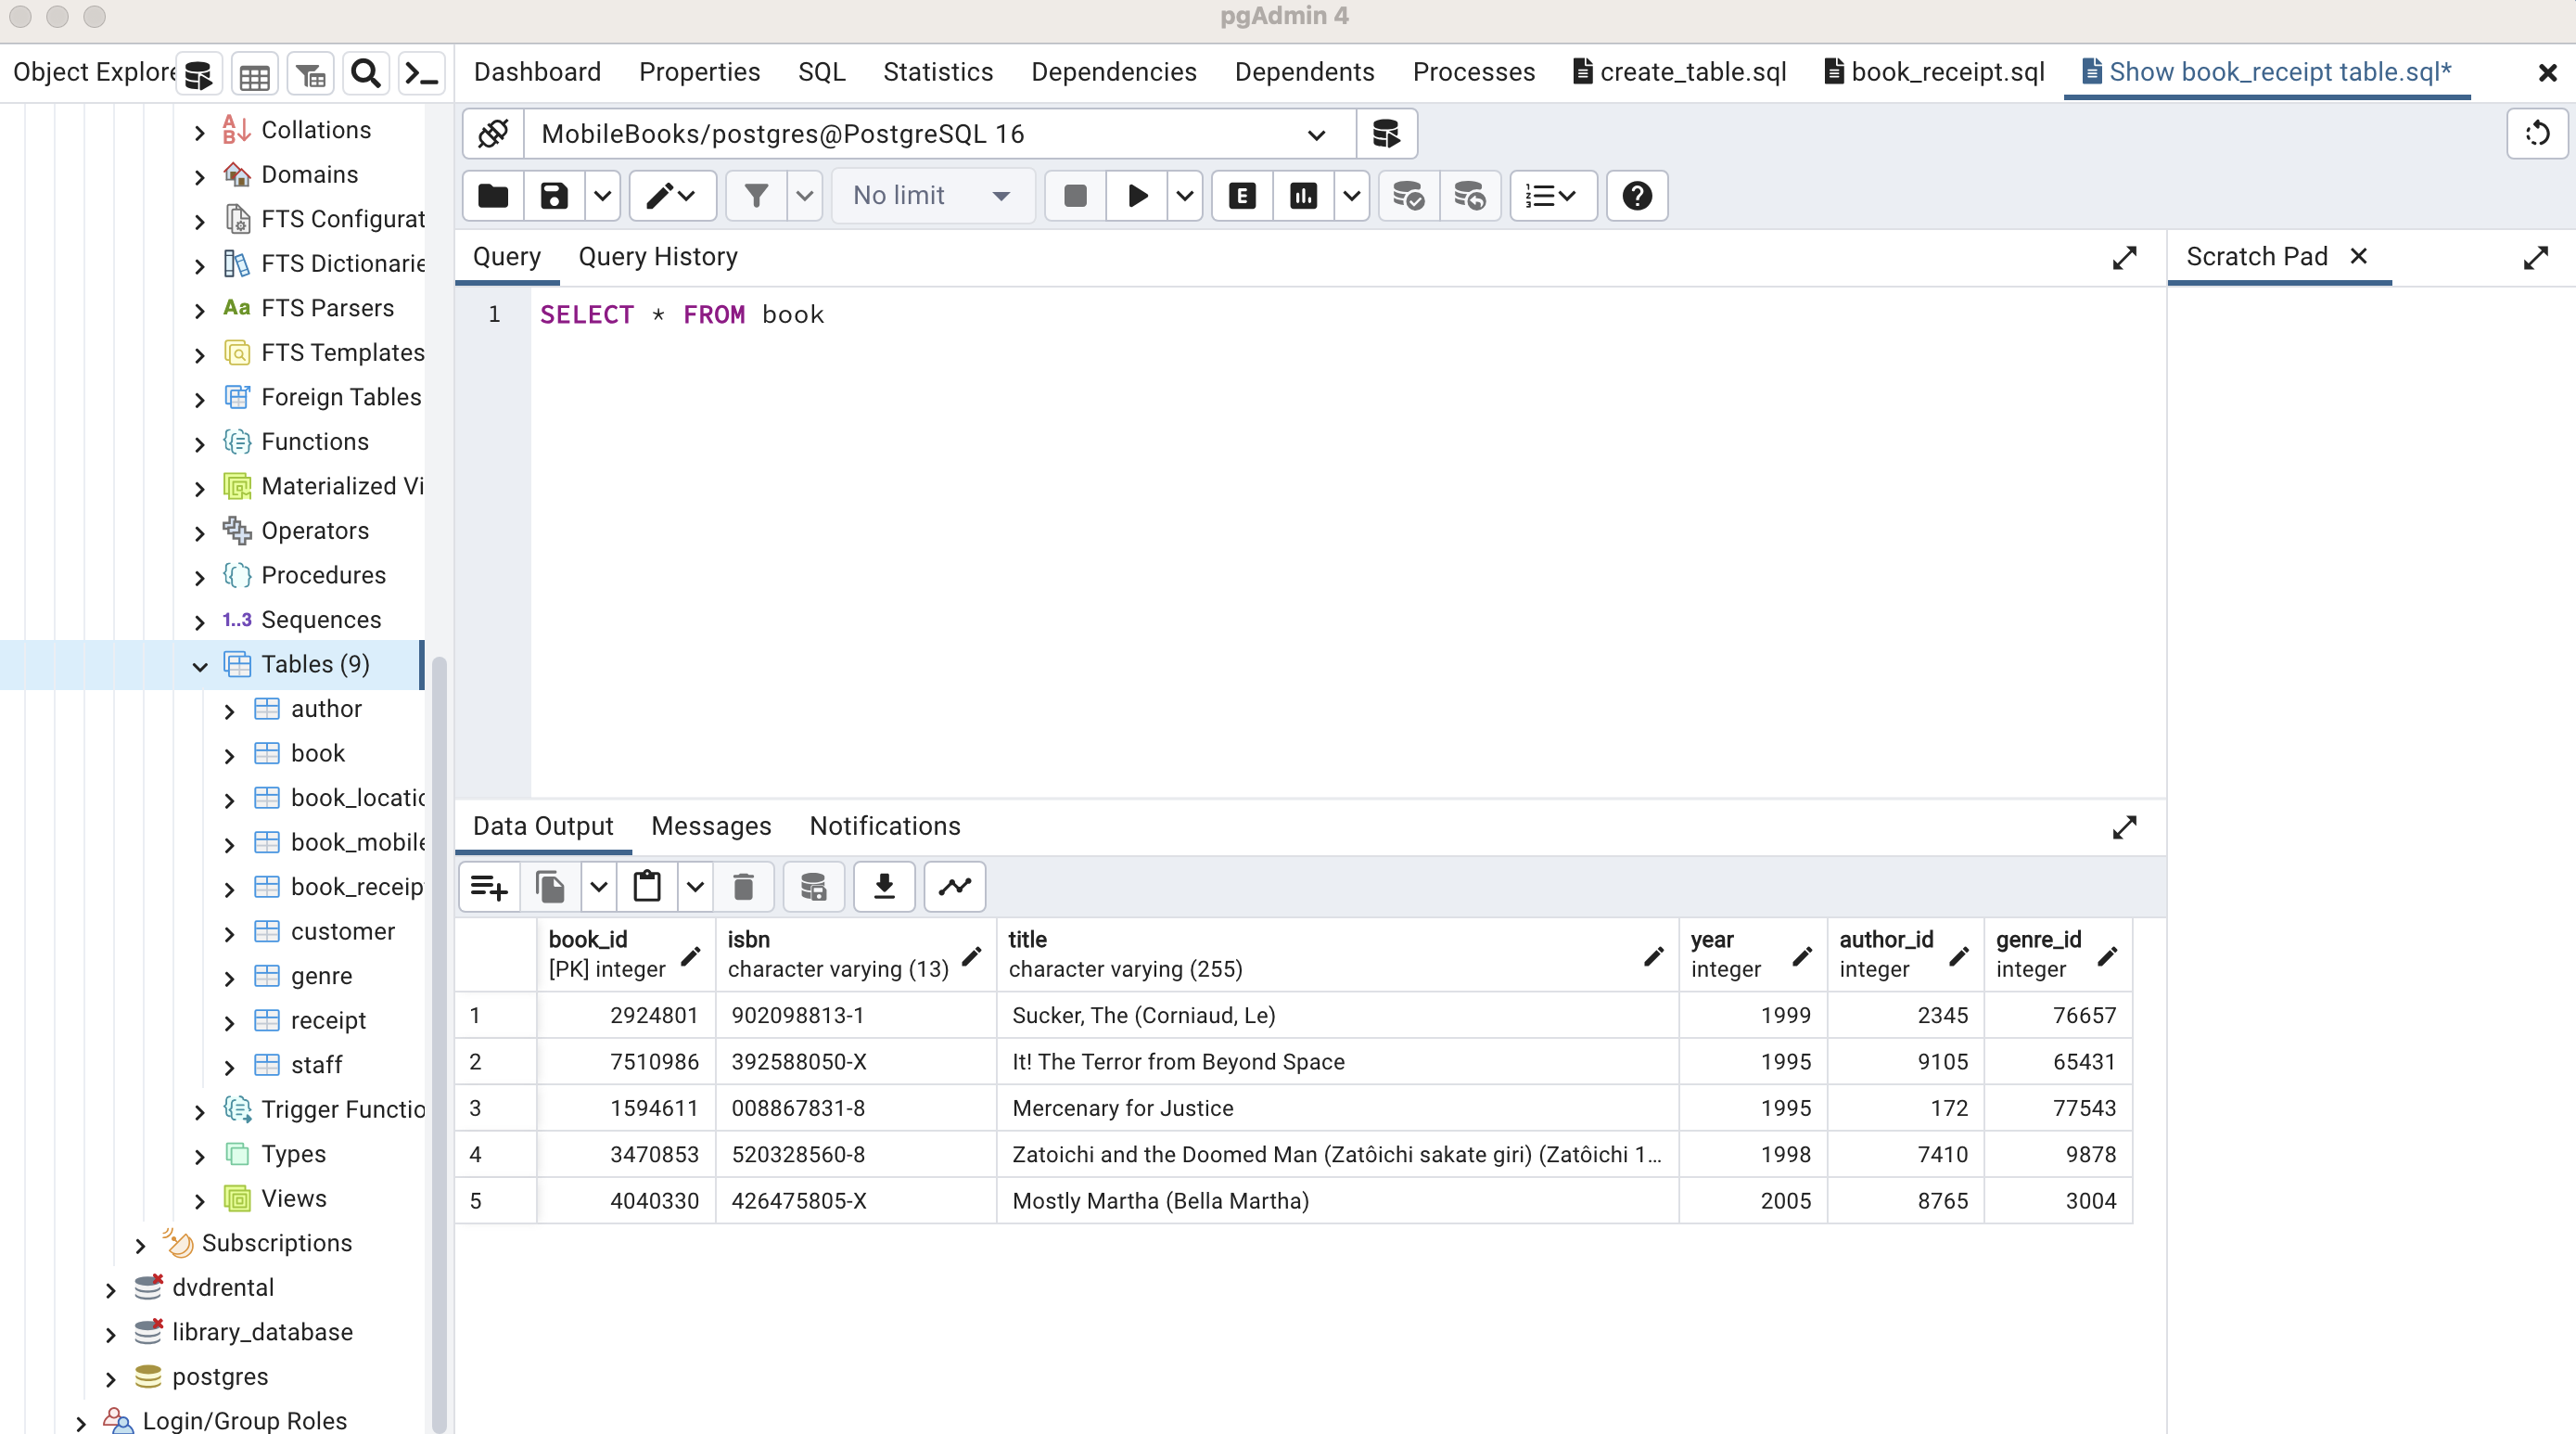 pgAdmin 4
Object Explore
Dashboard Properties SQL Statistics Dependencies Dependents Processes create_table.sql book_receipt.sql Show book_receipt table.sql*
Collations
Domains
FTS Configurat
FTS Dictionarie
Aa FTS Parsers
FTS Templates
Foreign Tables
Functions
Materialized Vi
Operators
Procedures
1..3 Sequences
Tables (9)
author
book
book_locatio
book_mobile
book_receip
customer
genre
receipt
staff
Trigger Functio
Types
Views
Subscriptions
dvdrental
library_database
postgres
Login/Group Roles
MobileBooks/postgres@PostgreSQL 16
No limit
E
Query Query History
Scratch Pad
1 SELECT * FROM book
Data Output Messages Notifications
book_id isbn title year author_id genre_id
[PK] integer character varying (13) character varying (255) integer integer integer
1 2924801 902098813-1 Sucker, The (Corniaud, Le) 1999 2345 76657
2 7510986 392588050-X It! The Terror from Beyond Space 1995 9105 65431
3 1594611 008867831-8 Mercenary for Justice 1995 172 77543
4 3470853 520328560-8 Zatoichi and the Doomed Man (Zatôichi sakate giri) (Zatôichi 1... 1998 7410 9878
5 4040330 426475805-X Mostly Martha (Bella Martha) 2005 8765 3004